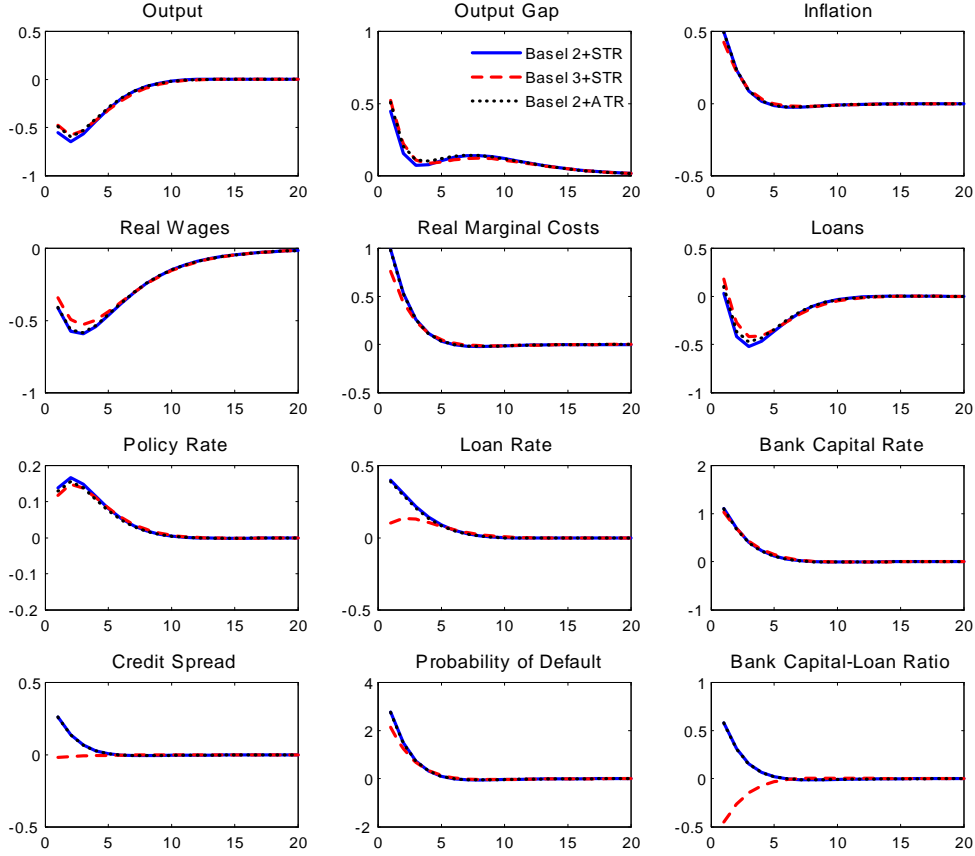 Output
Output Gap
Inflation
0.5
0
-0.5
-1
0 5 10 15 20
1
0.5
0
0 5 10 15 20
Basel 2+STR
Basel 3+STR
Basel 2+ATR
0.5
0
-0.5
0 5 10 15 20
Real Wages
Real Marginal Costs
Loans
0
-0.5
-1
0 5 10 15 20
1
0.5
0
-0.5
0 5 10 15 20
0.5
0
-0.5
-1
0 5 10 15 20
Policy Rate
Loan Rate
Bank Capital Rate
0.2
0.1
0
-0.1
-0.2
0 5 10 15 20
0.5
0
-0.5
0 5 10 15 20
2
1
0
-1
0 5 10 15 20
Credit Spread
Probability of Default
Bank Capital-Loan Ratio
0.5
0
-0.5
0 5 10 15 20
4
2
0
-2
0 5 10 15 20
1
0.5
0
-0.5
0 5 10 15 20